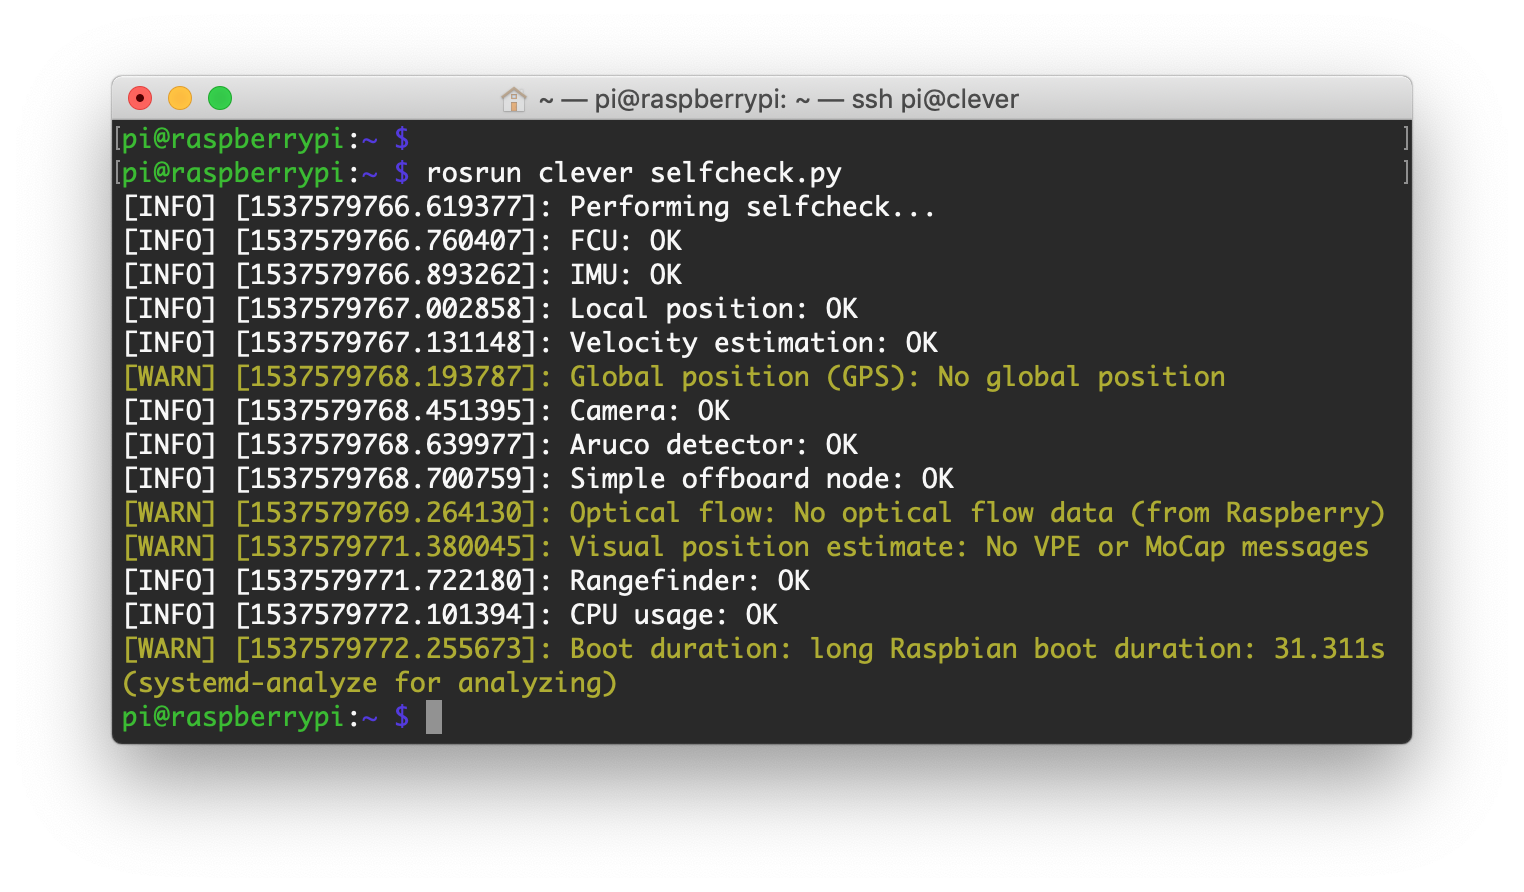 ~ — pi@raspberrypi: ~ — ssh pi@clever
[pi@raspberrypi:~ $ ]
[pi@raspberrypi:~ $ rosrun clever selfcheck.py ]
[INFO] [1537579766.619377]: Performing selfcheck...
[INFO] [1537579766.760407]: FCU: OK
[INFO] [1537579766.893262]: IMU: OK
[INFO] [1537579767.002858]: Local position: OK
[INFO] [1537579767.131148]: Velocity estimation: OK
[WARN] [1537579768.193787]: Global position (GPS): No global position
[INFO] [1537579768.451395]: Camera: OK
[INFO] [1537579768.639977]: Aruco detector: OK
[INFO] [1537579768.700759]: Simple offboard node: OK
[WARN] [1537579769.264130]: Optical flow: No optical flow data (from Raspberry)
[WARN] [1537579771.380045]: Visual position estimate: No VPE or MoCap messages
[INFO] [1537579771.722180]: Rangefinder: OK
[INFO] [1537579772.101394]: CPU usage: OK
[WARN] [1537579772.255673]: Boot duration: long Raspbian boot duration: 31.311s
(systemd-analyze for analyzing)
pi@raspberrypi:~ $